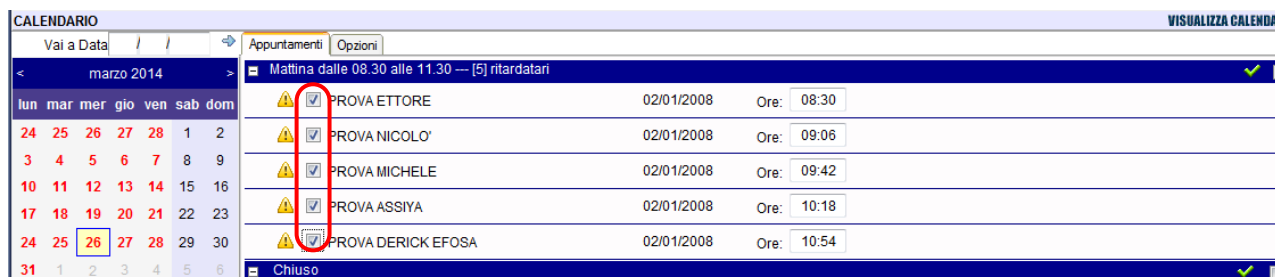 CALENDARIO VISUALIZZA CALENDA
Vai a Data / / Appuntamenti Opzioni
< marzo 2014 > Mattina dalle 08.30 alle 11.30 --- [5] ritardatari
lun mar mer gio ven sab dom PROVA ETTORE 02/01/2008 Ore: 08:30
24 25 26 27 28 1 2 PROVA NICOLO' 02/01/2008 Ore: 09:06
3 4 5 6 7 8 9 PROVA MICHELE 02/01/2008 Ore: 09:42
10 11 12 13 14 15 16
17 18 19 20 21 22 23 PROVA ASSIYA 02/01/2008 Ore: 10:18
24 25 26 27 28 29 30 PROVA DERICK EFOSA 02/01/2008 Ore: 10:54
31 1 2 3 4 5 6 Chiuso